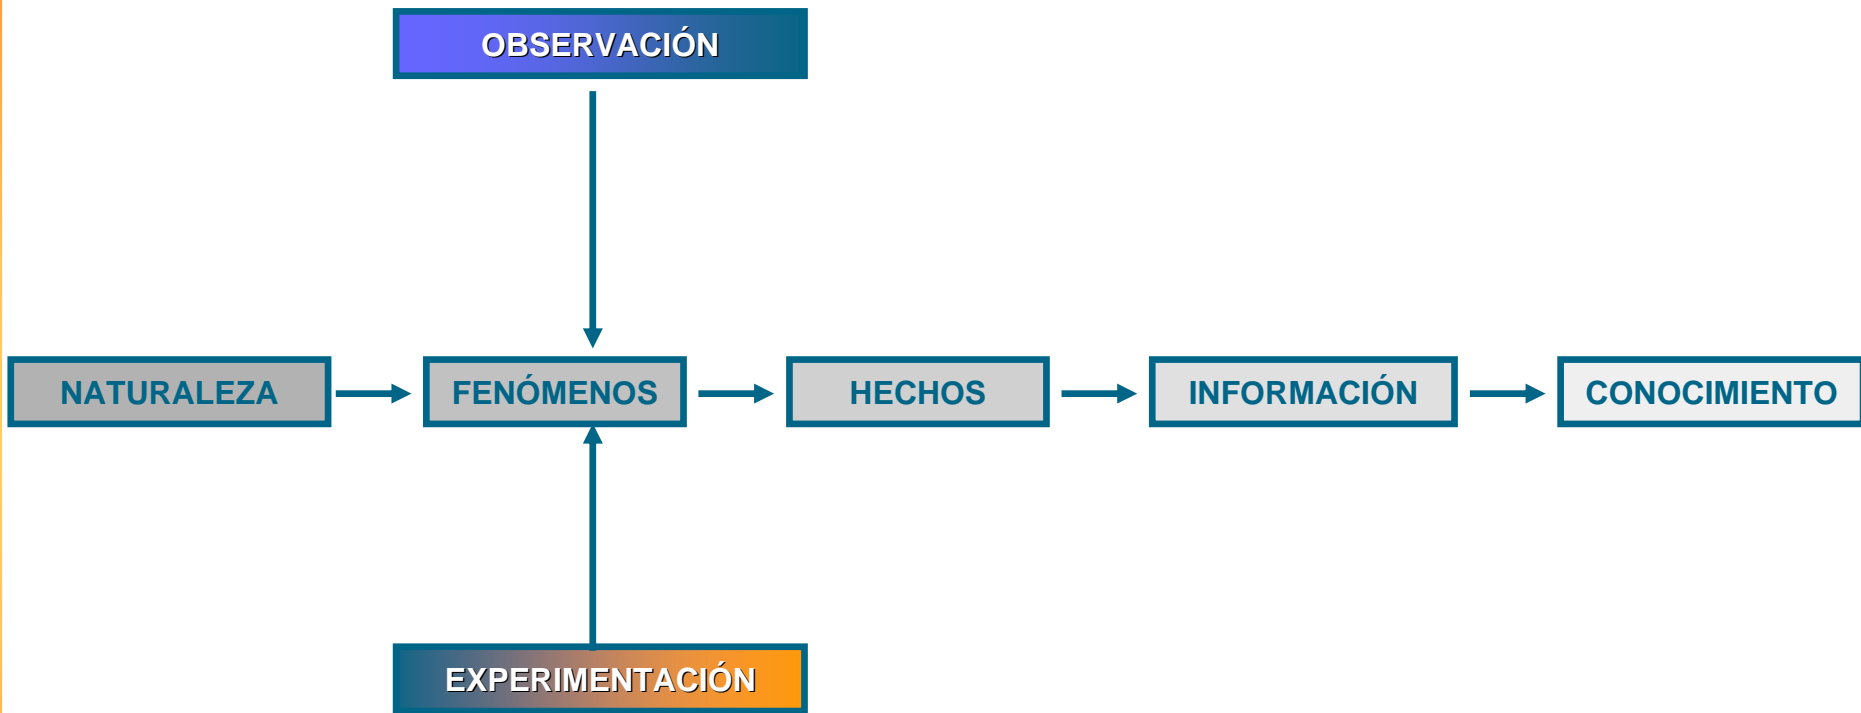 OBSERVACIÓN
NATURALEZA
FENÓMENOS
HECHOS
INFORMACIÓN
CONOCIMIENTO
EXPERIMENTACIÓN